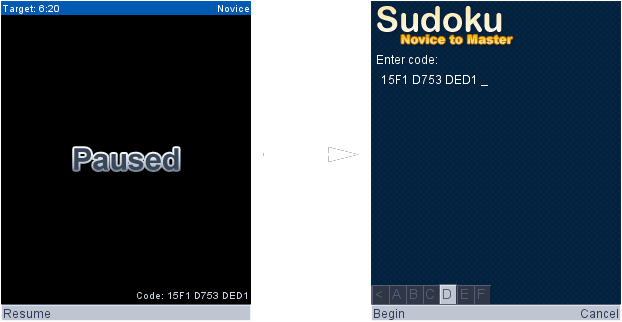 Target: 6:20 Novice
Paused
Code: 15F1 D753 DED1
Resume
Sudoku
Novice to Master
Enter code:
15F1 D753 DED1 _
< A B C D E F
Begin Cancel